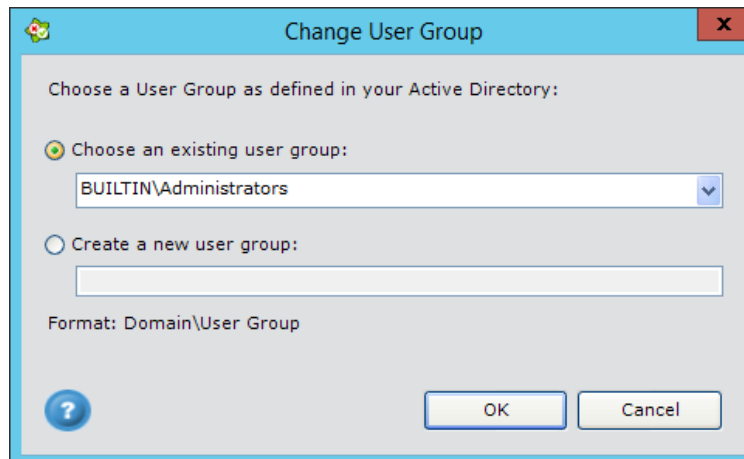 Change User Group
x
Choose a User Group as defined in your Active Directory:
Choose an existing user group:
BUILTIN\Administrators
Create a new user group:
Format: Domain\User Group
?
OK Cancel